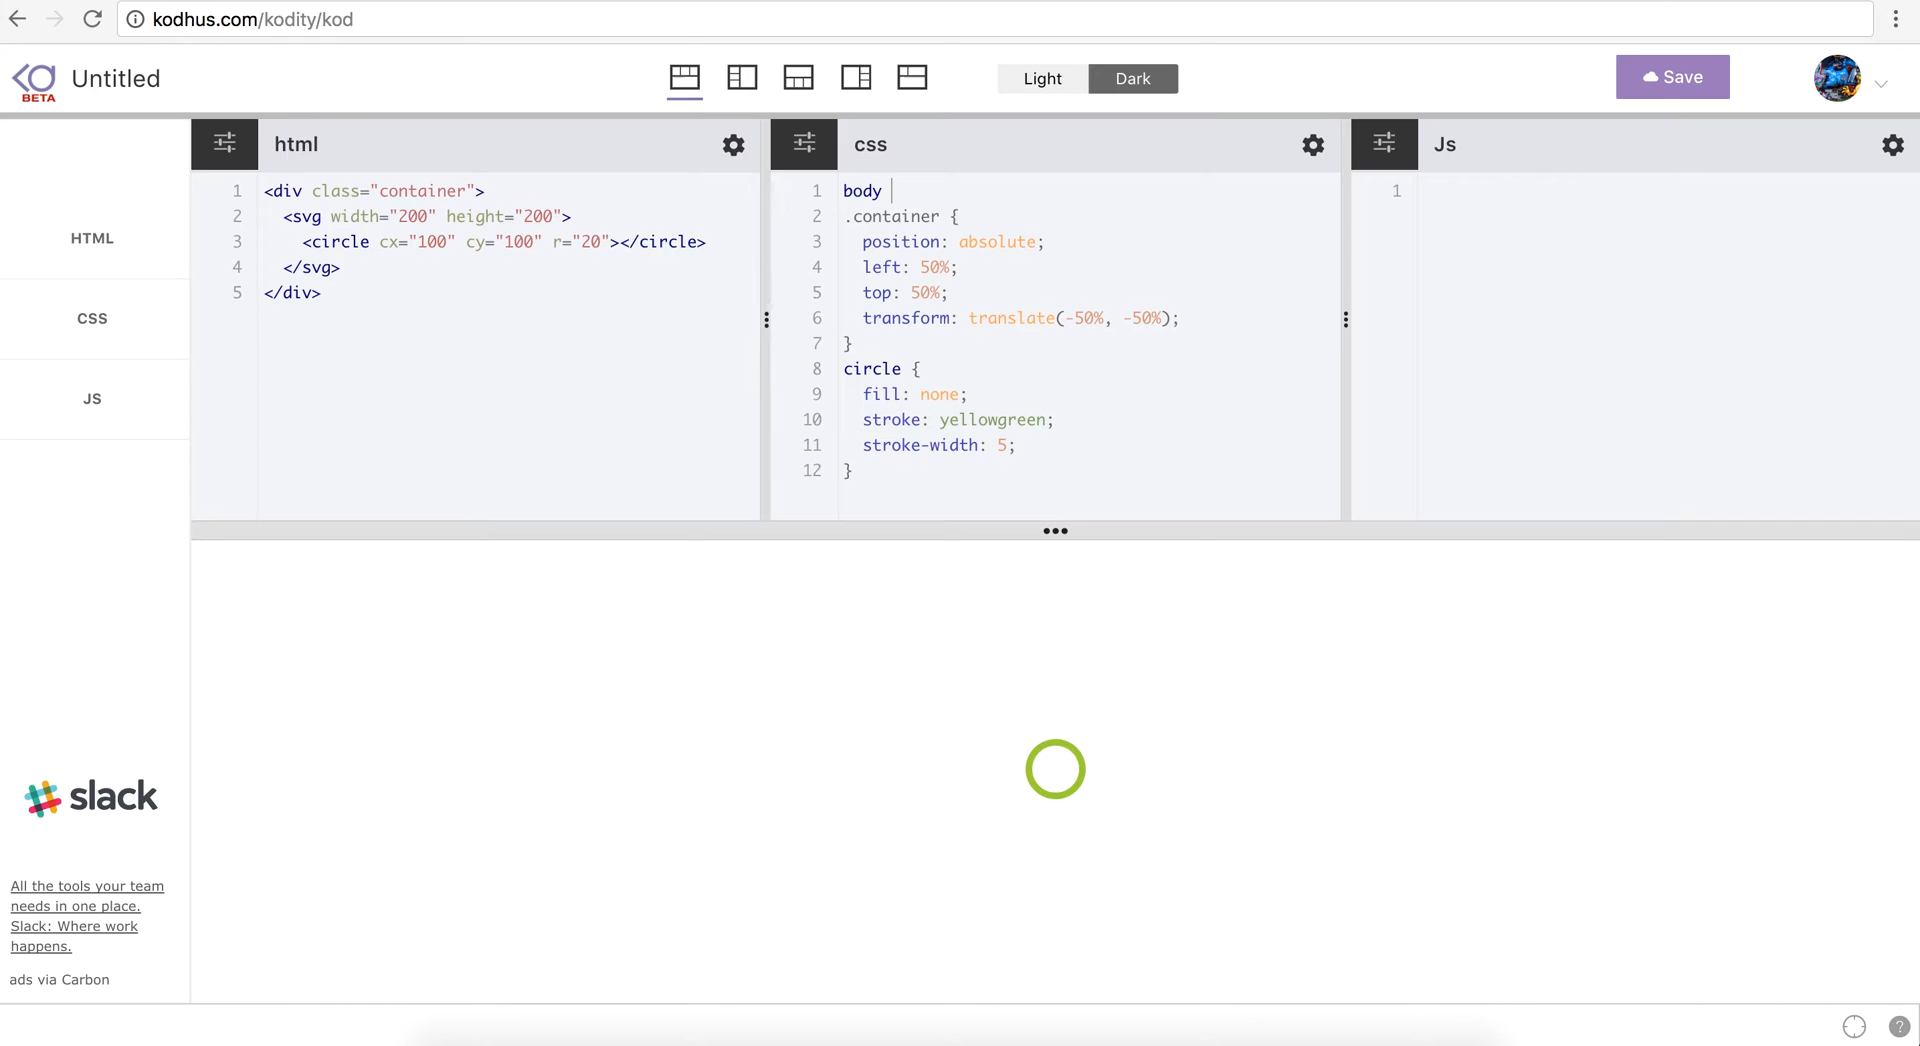 kodhus.com/kodity/kod
BETA
Untitled
Light
Dark
Save
html
css
Js
HTML
CSS
JS
1 <div class="container">
2 <svg width="200" height="200">
3 <circle cx="100" cy="100" r="20"></circle>
4 </svg>
5 </div>
1 body
2 .container {
3 position: absolute;
4 left: 50%;
5 top: 50%;
6 transform: translate(-50%, -50%);
7 }
8 circle {
9 fill: none;
10 stroke: yellowgreen;
11 stroke-width: 5;
12 }
1
slack
All the tools your team
needs in one place.
Slack: Where work
happens.
ads via Carbon
?